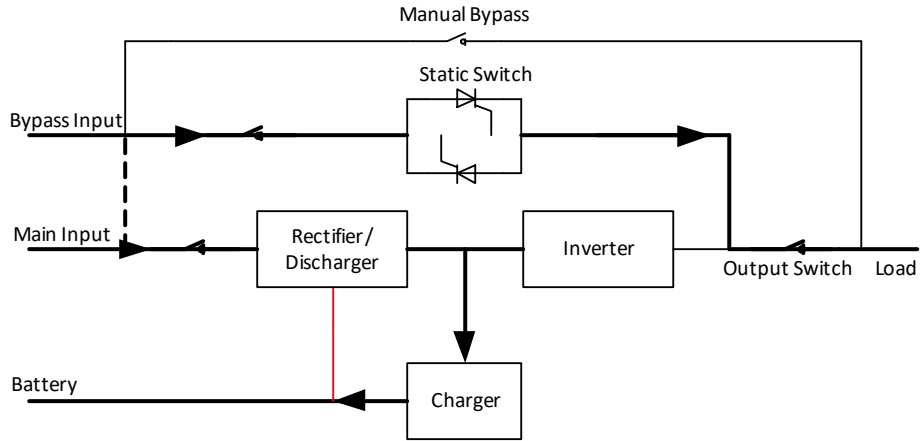 Manual Bypass
Static Switch
Bypass Input
Main Input
Rectifier/
Discharger
Inverter
Output Switch
Load
Battery
Charger